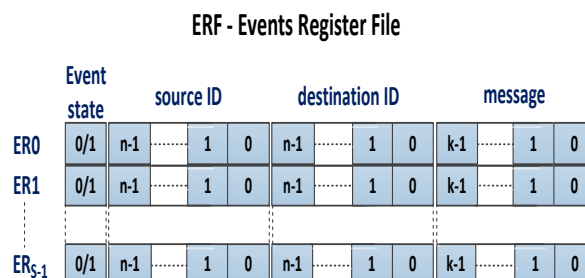 ERF - Events Register File
Event state source ID destination ID message
ER0 0/1 n-1 1 0 n-1 1 0 k-1 1 0
ER1 0/1 n-1 1 0 n-1 1 0 k-1 1 0
ERS-1 0/1 n-1 1 0 n-1 1 0 k-1 1 0